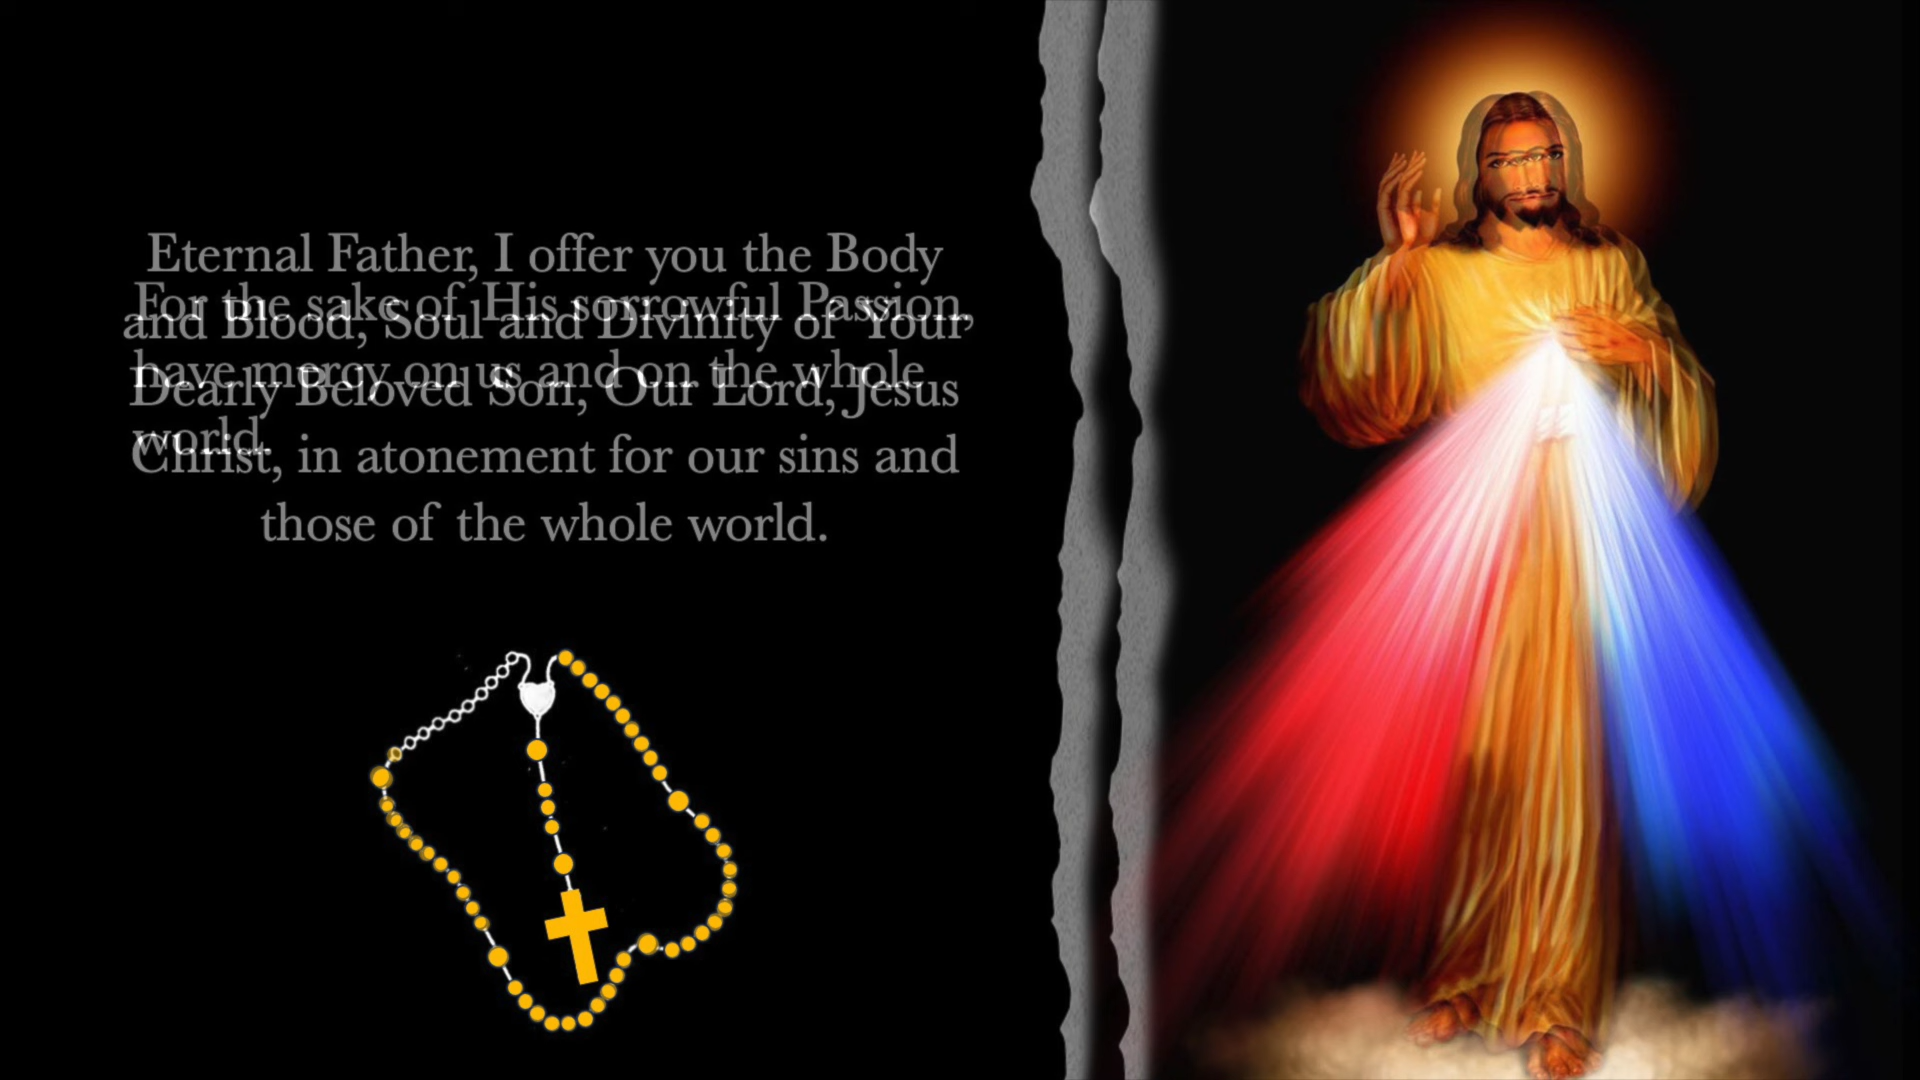 Eternal Father, I offer you the Body
and Blood, Soul and Divinity of Your
Dearly Beloved Son, Our Lord, Jesus
Christ, in atonement for our sins and
those of the whole world.
For the sake of His sorrowful Passion,
have mercy on us and on the whole
world.